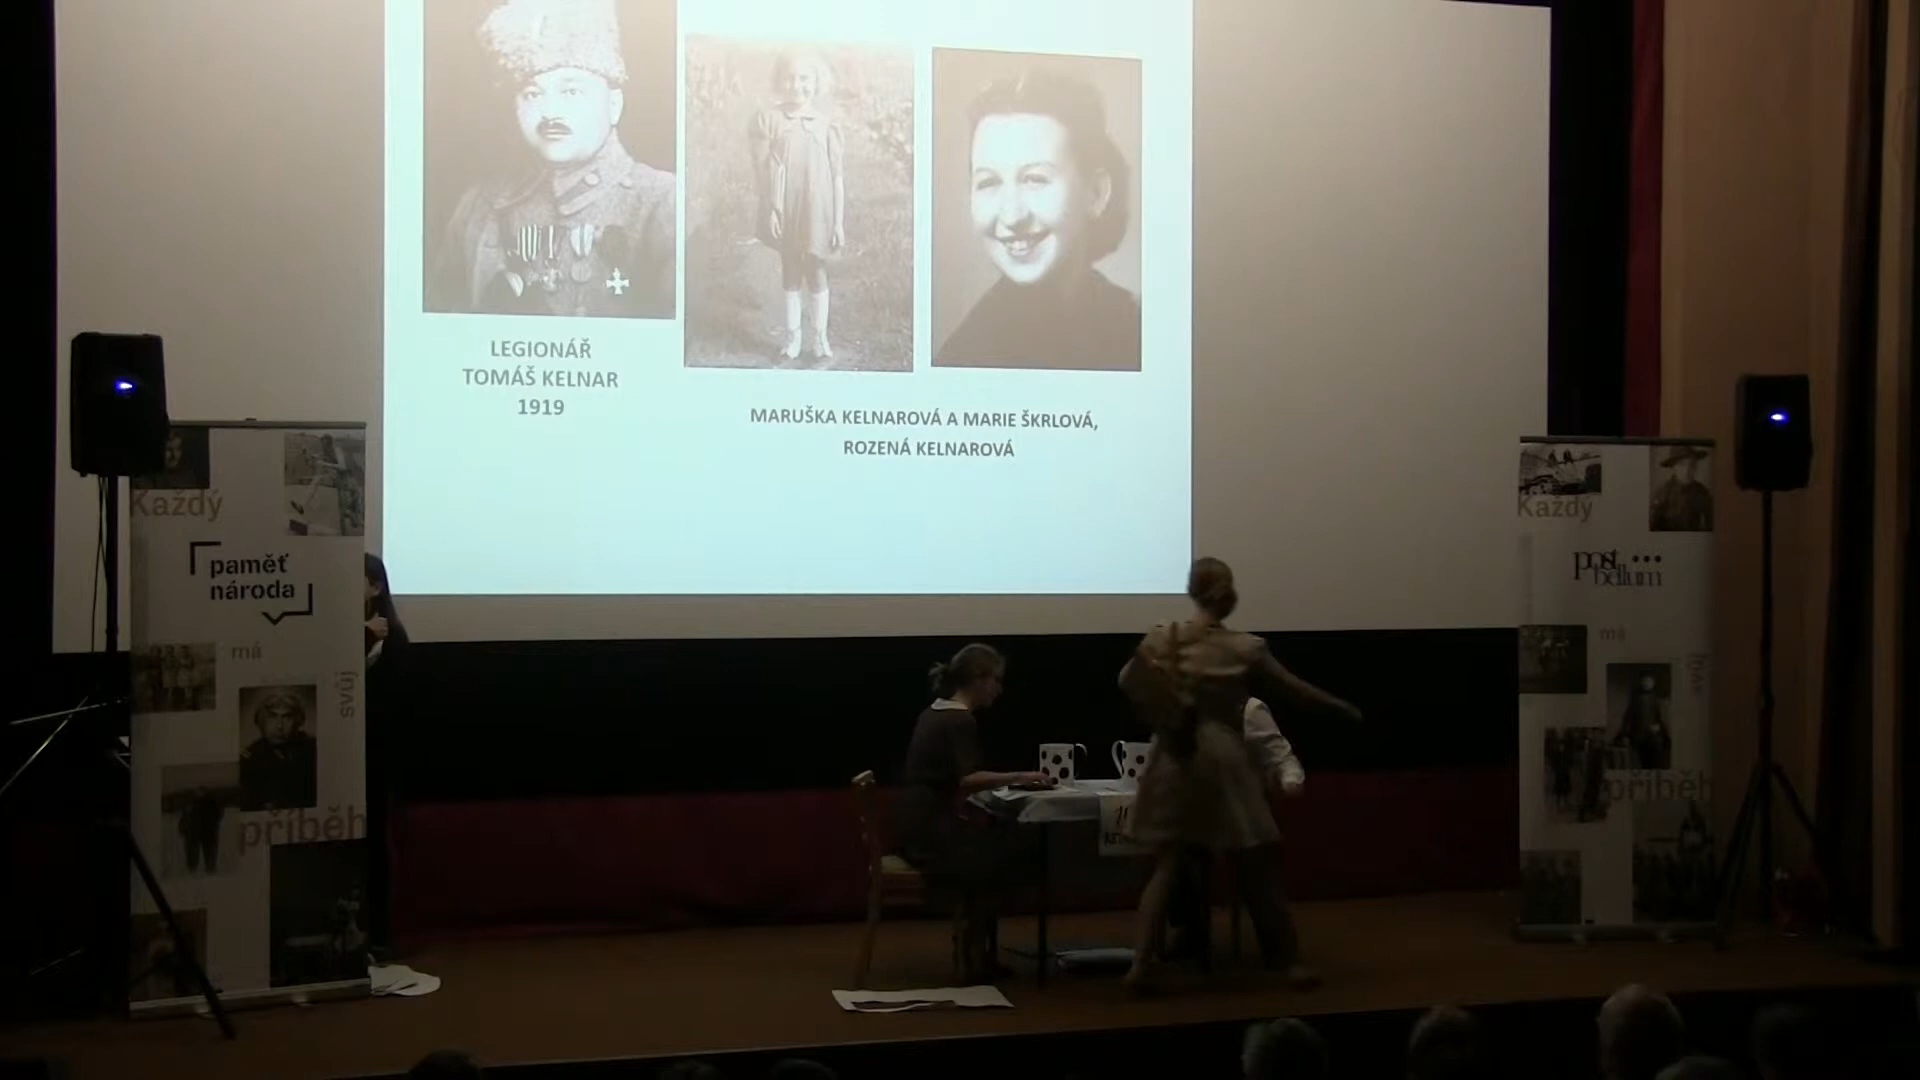 LEGIONÁŘ
TOMÁŠ KELNAR
1919
MARUŠKA KELNAROVÁ A MARIE ŠKRLOVÁ,
ROZENÁ KELNAROVÁ
Každý
paměť
národa
má
svůj
příběh
Každý
post
bellum
má
příběh